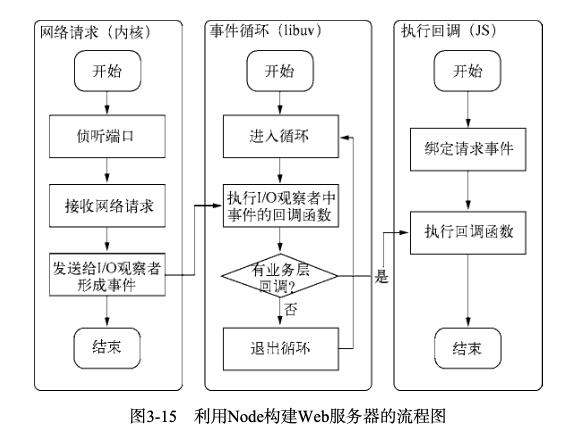 网络请求（内核）
开始
侦听端口
接收网络请求
发送给I/O观察者
形成事件
结束
事件循环（libuv）
开始
进入循环
执行I/O观察者中
事件的回调函数
有业务层
回调?
是
否
退出循环
执行回调（JS）
开始
绑定请求事件
执行回调函数
结束
图3-15 利用Node构建Web服务器的流程图